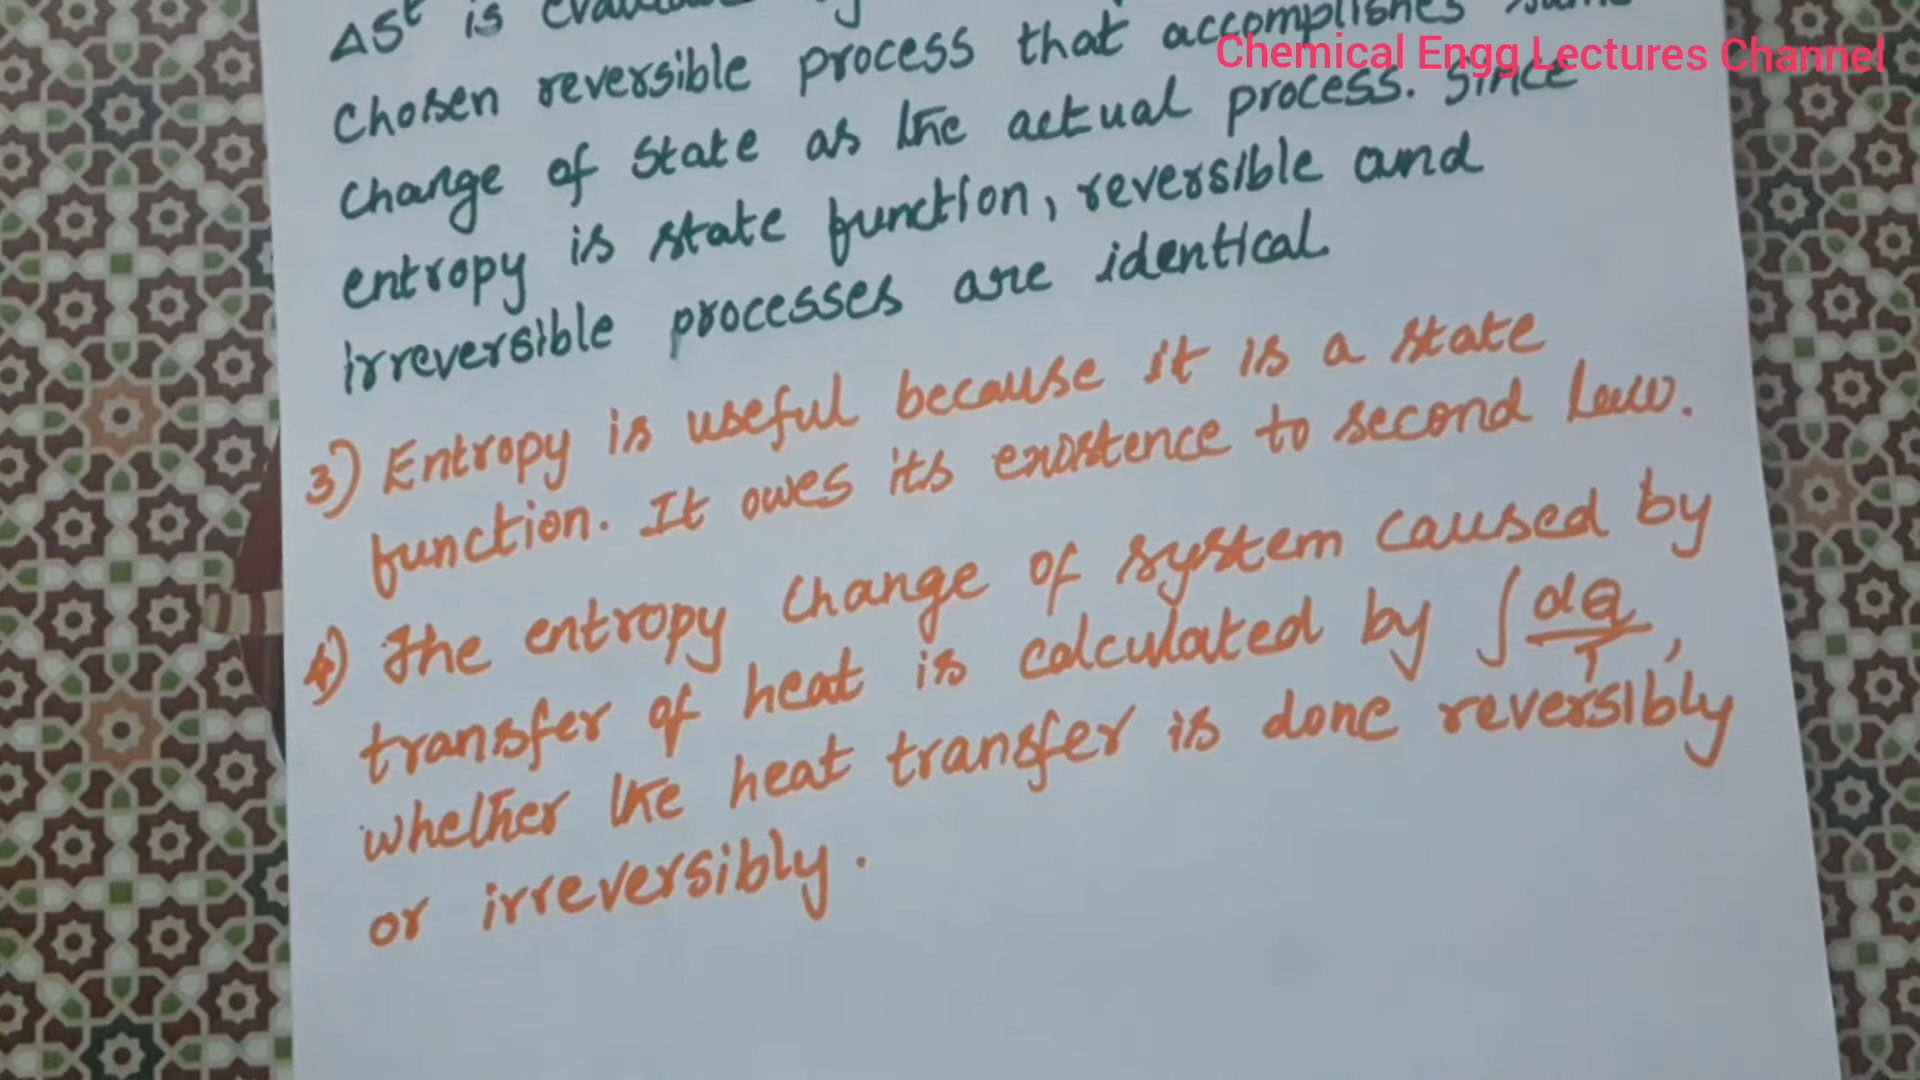 ΔSᵗ is
Chosen reversible process that accomplishes
Chemical Engg Lectures Channel
change of state as the actual process. Since
entropy is state function, reversible and
irreversible processes are identical
3) Entropy is useful because it is a state
function. It owes its existence to second law.
4) The entropy change of system caused by
transfer of heat is calculated by ∫dQ/T,
whether the heat transfer is done reversibly
or irreversibly.